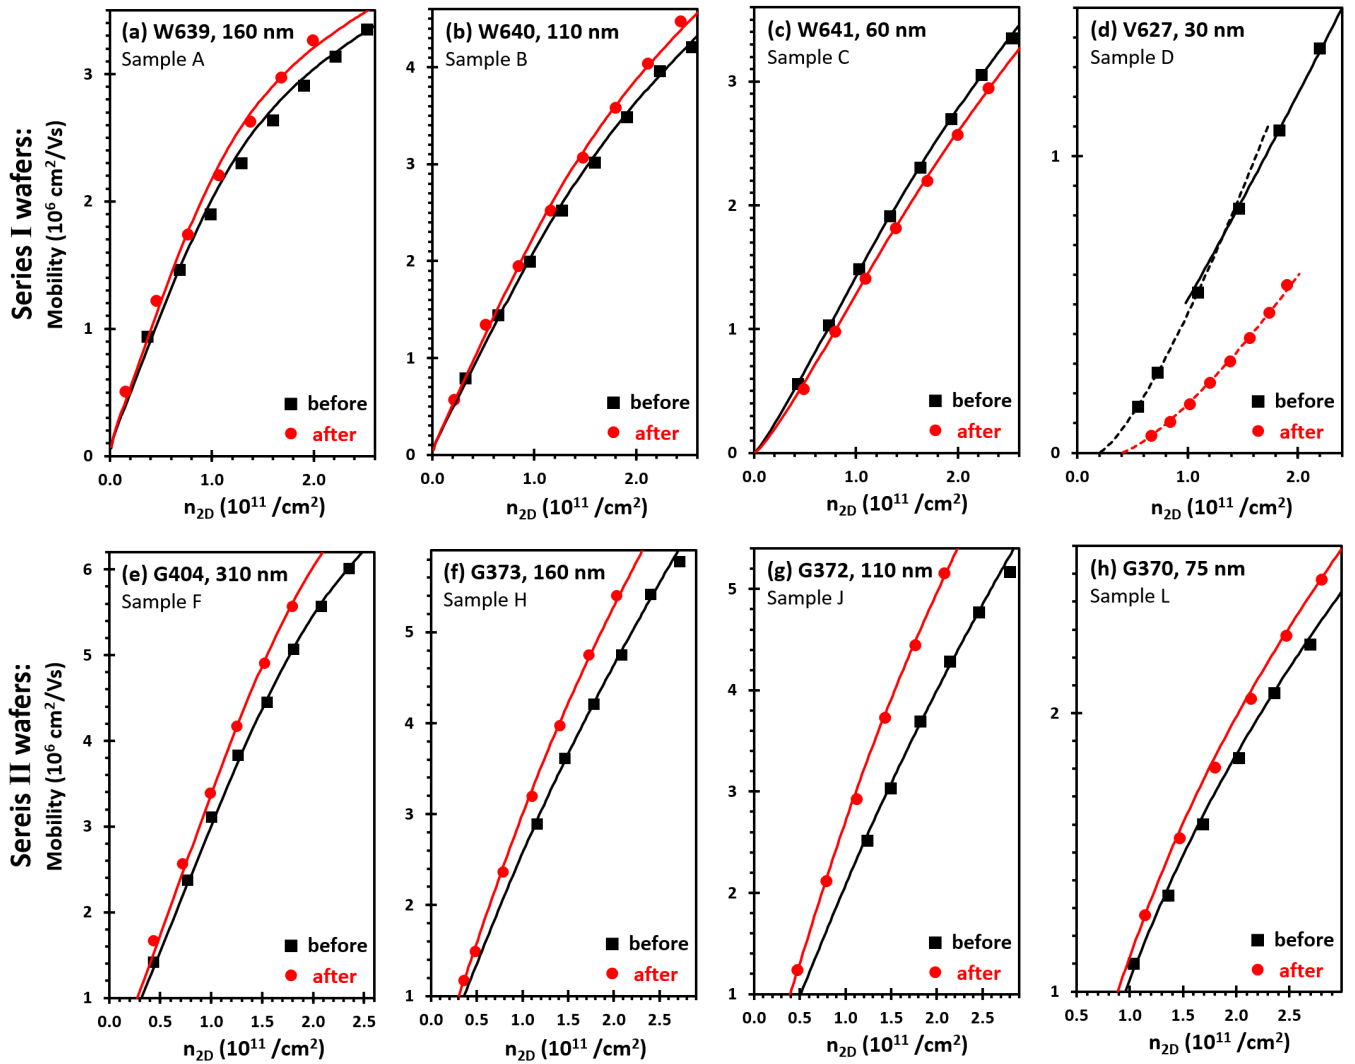 Series I wafers:
Mobility (10⁶ cm²/Vs)
(a) W639, 160 nm
Sample A
3
2
1
0
before
after
0.0 1.0 2.0
n2D (10¹¹ /cm²)
(b) W640, 110 nm
Sample B
4
3
2
1
0
before
after
0.0 1.0 2.0
n2D (10¹¹ /cm²)
(c) W641, 60 nm
Sample C
3
2
1
0
before
after
0.0 1.0 2.0
n2D (10¹¹ /cm²)
(d) V627, 30 nm
Sample D
1
0
before
after
0.0 1.0 2.0
n2D (10¹¹ /cm²)
Sereis II wafers:
Mobility (10⁶ cm²/Vs)
(e) G404, 310 nm
Sample F
6
5
4
3
2
1
before
after
0.0 0.5 1.0 1.5 2.0 2.5
n2D (10¹¹ /cm²)
(f) G373, 160 nm
Sample H
5
4
3
2
1
before
after
0.0 0.5 1.0 1.5 2.0 2.5
n2D (10¹¹ /cm²)
(g) G372, 110 nm
Sample J
5
4
3
2
1
before
after
0.0 0.5 1.0 1.5 2.0 2.5
n2D (10¹¹ /cm²)
(h) G370, 75 nm
Sample L
2
1
before
after
0.5 1.0 1.5 2.0 2.5
n2D (10¹¹ /cm²)